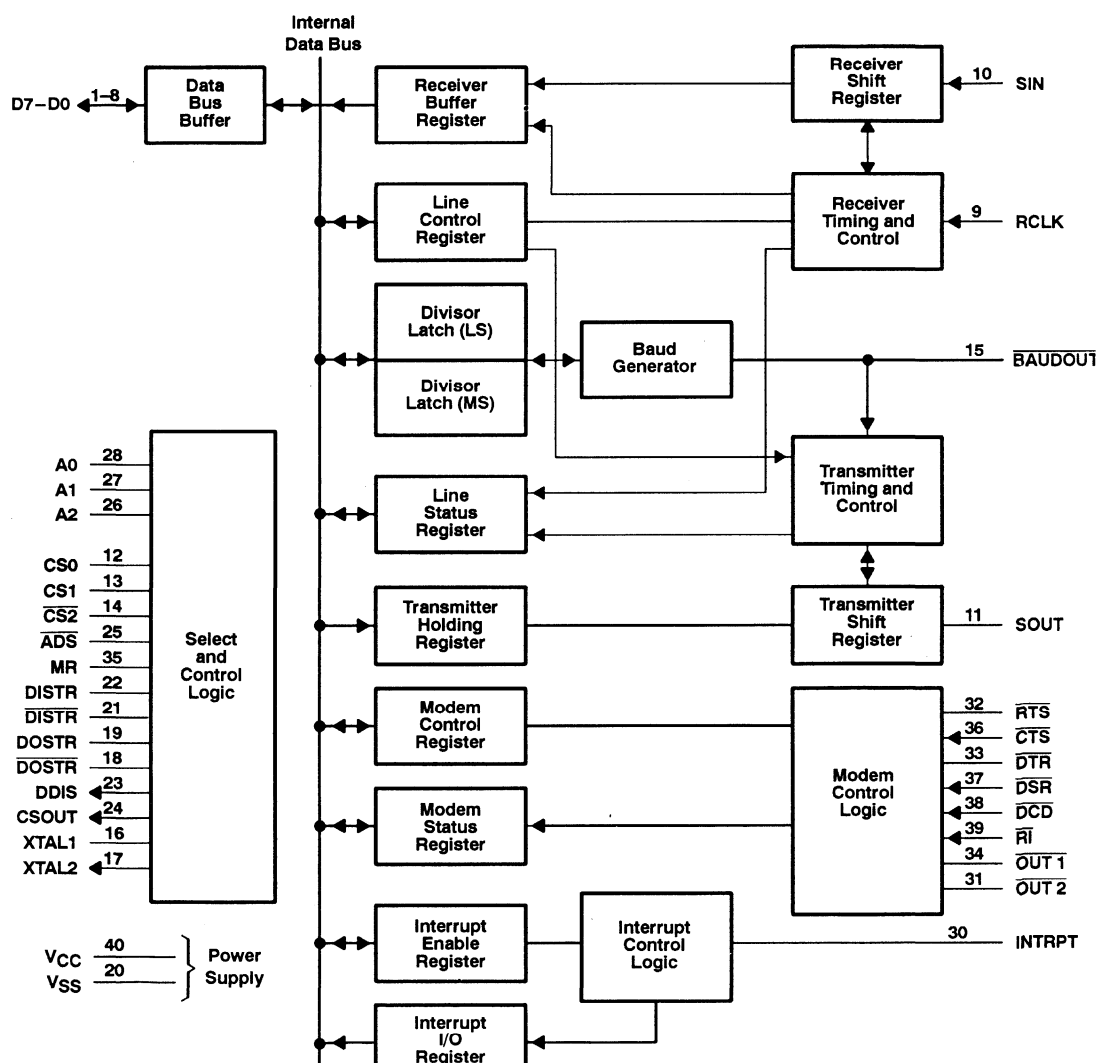 Internal
Data Bus
D7–D0
1–8
Data
Bus
Buffer
Receiver
Buffer
Register
Receiver
Shift
Register
10
SIN
Line
Control
Register
Receiver
Timing and
Control
9
RCLK
Divisor
Latch (LS)
Divisor
Latch (MS)
Baud
Generator
15
BAUDOUT
A0
28
A1
27
A2
26
CS0
12
CS1
13
CS2
14
ADS
25
MR
35
DISTR
22
DISTR
21
DOSTR
19
DOSTR
18
DDIS
23
CSOUT
24
XTAL1
16
XTAL2
17
Select
and
Control
Logic
Line
Status
Register
Transmitter
Timing and
Control
Transmitter
Holding
Register
Transmitter
Shift
Register
11
SOUT
Modem
Control
Register
Modem
Status
Register
Modem
Control
Logic
32
RTS
36
CTS
33
DTR
37
DSR
38
DCD
39
RI
34
OUT 1
31
OUT 2
Interrupt
Enable
Register
Interrupt
Control
Logic
30
INTRPT
Interrupt
I/O
Register
VCC
40
VSS
20
Power
Supply